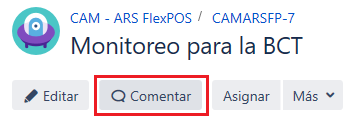 CAM - ARS FlexPOS / CAMARSFP-7
Monitoreo para la BCT
Editar Comentar Asignar Más